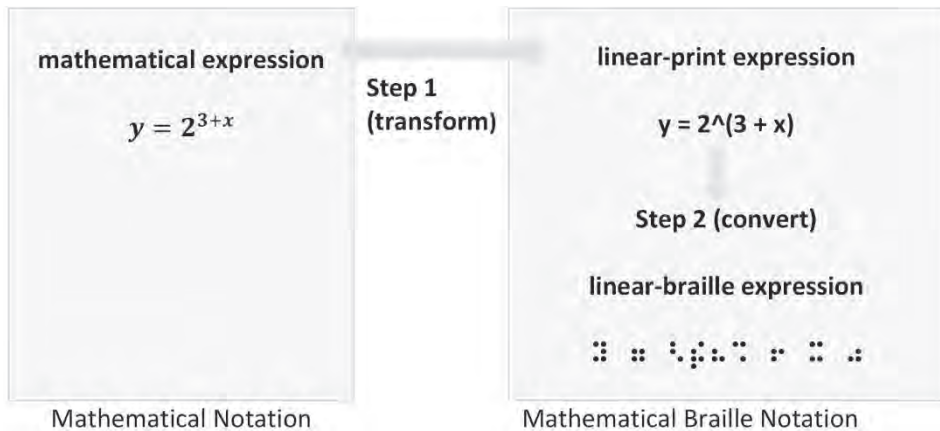 mathematical expression
y = 2^{3+x}
Step 1
(transform)
linear-print expression
y = 2^(3 + x)
Step 2 (convert)
linear-braille expression
Mathematical Notation
Mathematical Braille Notation